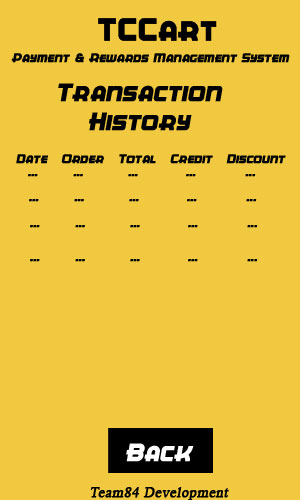 TCCart
Payment & Rewards Management System
Transaction
History
Date Order Total Credit Discount
--- --- --- --- ---
--- --- --- --- ---
--- --- --- --- ---
--- --- --- --- ---
Back
Team84 Development